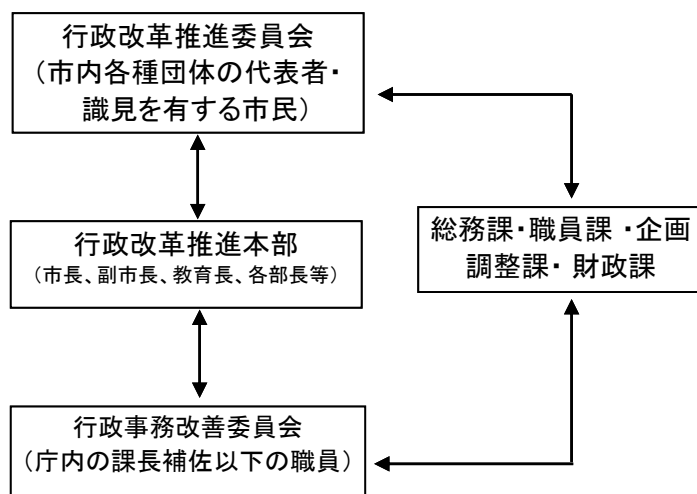 行政改革推進委員会
（市内各種団体の代表者・
識見を有する市民）
行政改革推進本部
（市長、副市長、教育長、各部長等）
総務課・職員課・企画
調整課・財政課
行政事務改善委員会
（庁内の課長補佐以下の職員）